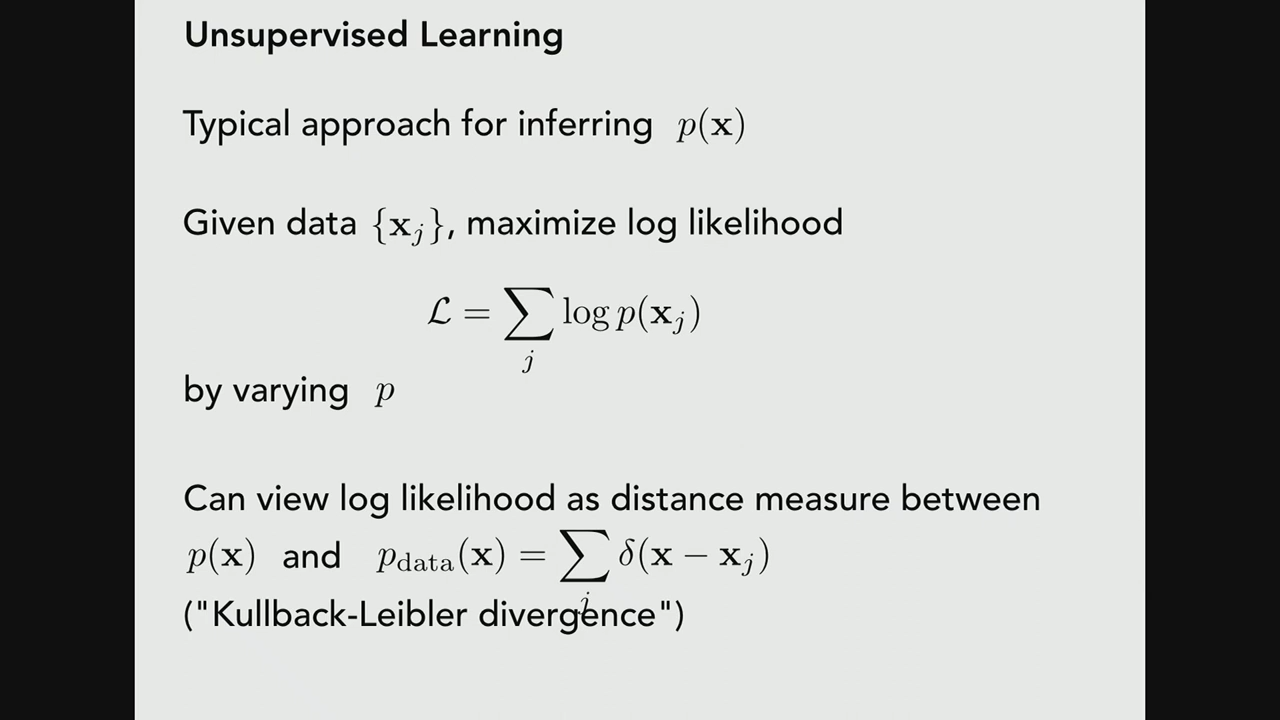 Unsupervised Learning
Typical approach for inferring p(x)
Given data {x_j}, maximize log likelihood
ℒ = ∑_j log p(x_j)
by varying p
Can view log likelihood as distance measure between
p(x) and p_data(x) = ∑_j δ(x − x_j)
("Kullback-Leibler divergence")